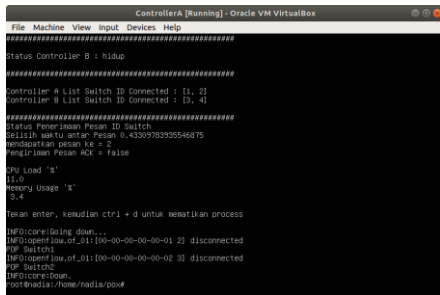 ControllerA [Running] - Oracle VM VirtualBox
File Machine View Input Devices Help
####################################################
Status Controller B : hidup
####################################################
Controller A List Switch ID Connected : [1, 2]
Controller B List Switch ID Connected : [3, 4]
####################################################
Status Penerimaan Pesan ID Switch
Selisih waktu antar Pesan 0.43309783935546875
mendapatkan pesan ke = 2
Pengiriman Pesan ACK = false
CPU Load '%'
11.0
Memory Usage '%'
3.4
Tekan enter, kemudian ctrl + d untuk mematikan process
INFO:core:Going down...
INFO:openflow.of_01:[00-00-00-00-00-01 2] disconnected
POP Switch1
INFO:openflow.of_01:[00-00-00-00-00-02 3] disconnected
POP Switch2
INFO:core:Down.
root@nadia:/home/nadia/pox#